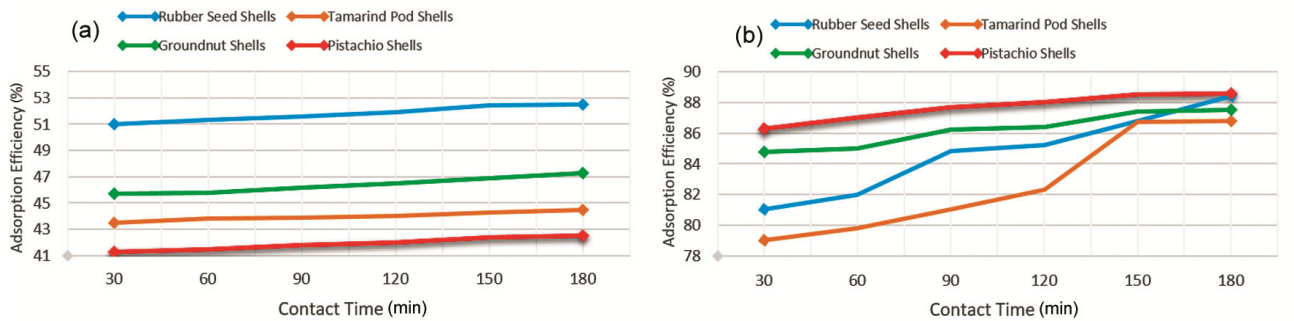 (a)
Rubber Seed Shells
Tamarind Pod Shells
Groundnut Shells
Pistachio Shells
Adsorption Efficiency (%)
55
53
51
49
47
45
43
41
30 60 90 120 150 180
Contact Time (min)
(b)
Rubber Seed Shells
Tamarind Pod Shells
Groundnut Shells
Pistachio Shells
Adsorption Efficiency (%)
90
88
86
84
82
80
78
30 60 90 120 150 180
Contact Time (min)